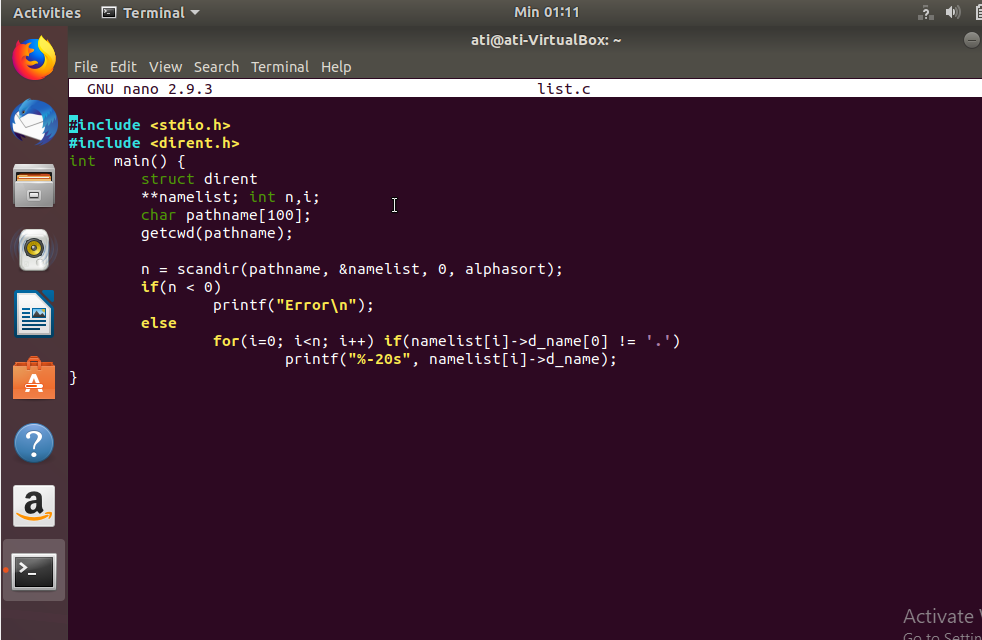 Activities Terminal Min 01:11
ati@ati-VirtualBox: ~
File Edit View Search Terminal Help
GNU nano 2.9.3 list.c
#include <stdio.h>
#include <dirent.h>
int  main() {
        struct dirent
        **namelist; int n,i;
        char pathname[100];
        getcwd(pathname);
        n = scandir(pathname, &namelist, 0, alphasort);
        if(n < 0)
                printf("Error\n");
        else
                for(i=0; i<n; i++) if(namelist[i]->d_name[0] != '.')
                        printf("%-20s", namelist[i]->d_name);
}
Activate
Go to Settin